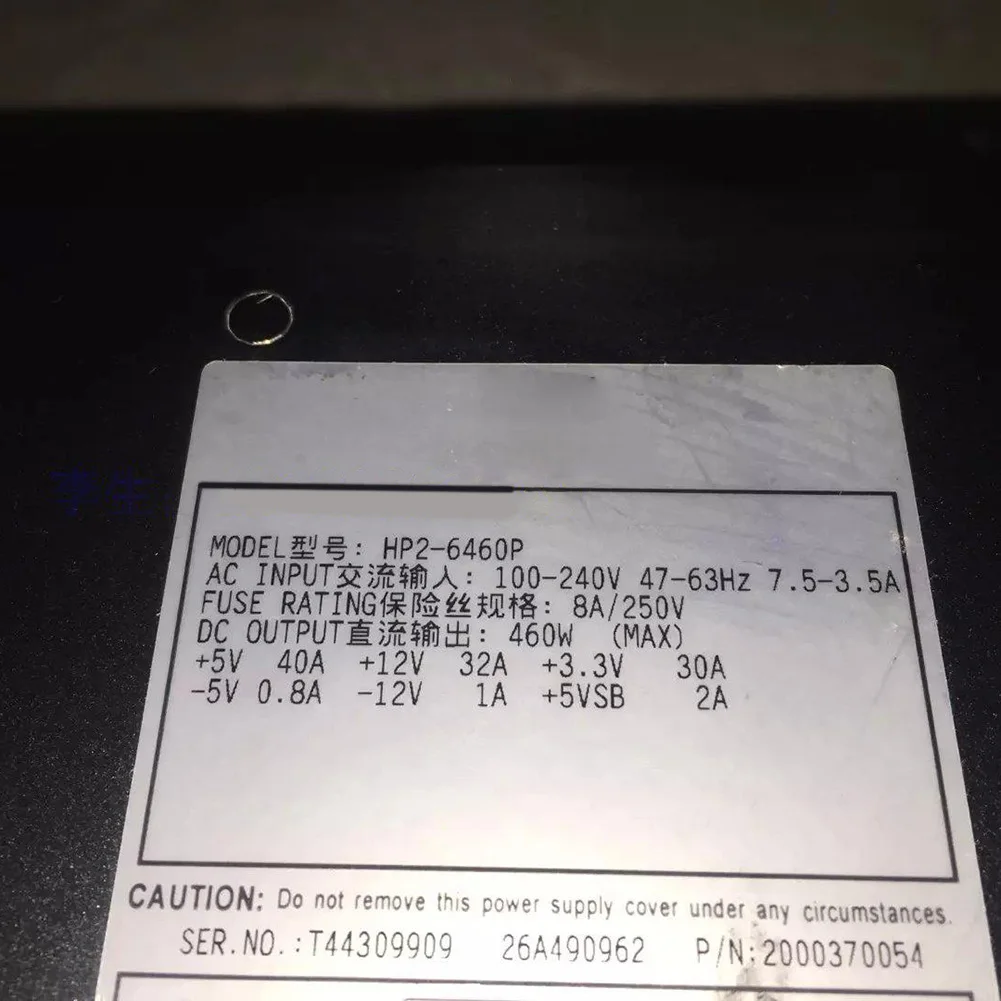 李生
MODEL型号: HP2-6460P
AC INPUT交流输入: 100-240V 47-63Hz 7.5-3.5A
FUSE RATING保险丝规格: 8A/250V
DC OUTPUT直流输出: 460W (MAX)
+5V 40A +12V 32A +3.3V 30A
-5V 0.8A -12V 1A +5VSB 2A
CAUTION: Do not remove this power supply cover under any circumstances.
SER.NO.:T44309909 26A490962 P/N:2000370054